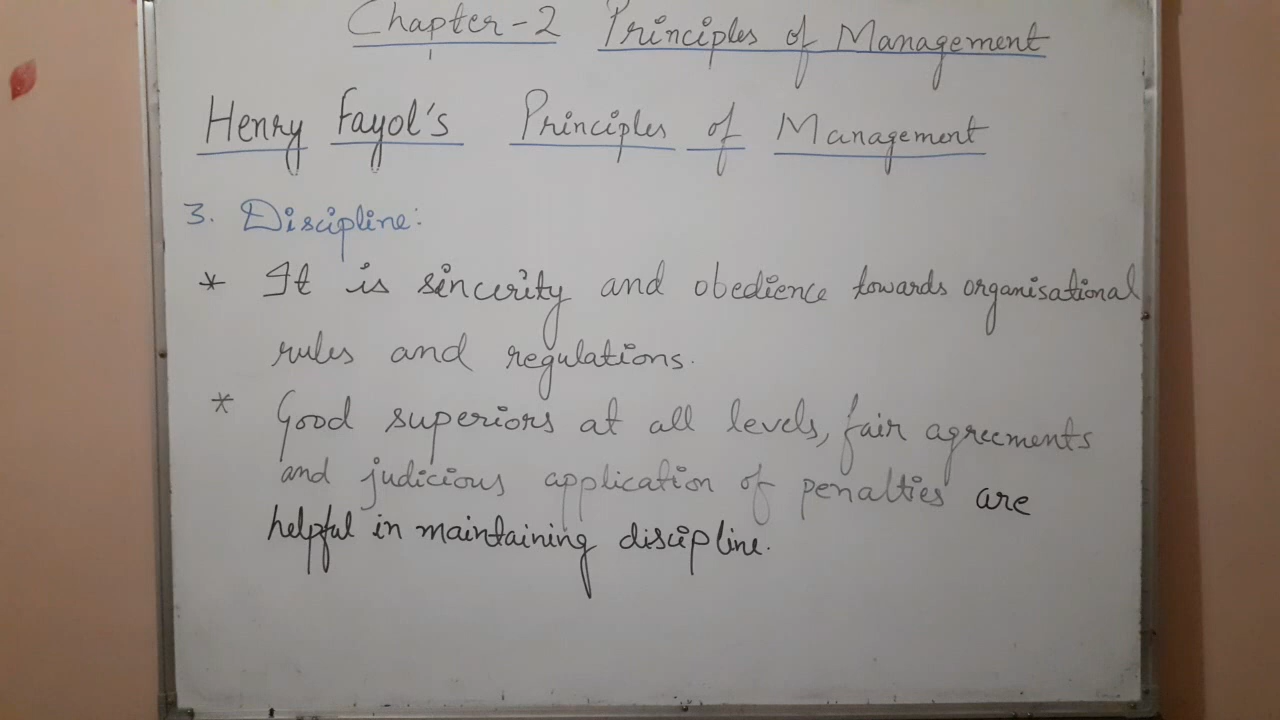 Chapter-2 Principles of Management
Henry Fayol's Principles of Management
3. Discipline:
* It is sincerity and obedience towards organisational
rules and regulations.
* Good superiors at all levels, fair agreements
and judicious application of penalties are
helpful in maintaining discipline.